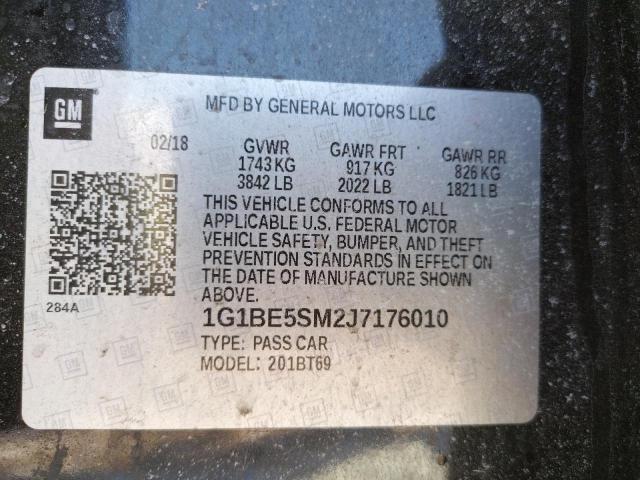 GM
MFD BY GENERAL MOTORS LLC
02/18 GVWR GAWR FRT GAWR RR
1743 KG 917 KG 826 KG
3842 LB 2022 LB 1821 LB
THIS VEHICLE CONFORMS TO ALL
APPLICABLE U.S. FEDERAL MOTOR
VEHICLE SAFETY, BUMPER, AND THEFT
PREVENTION STANDARDS IN EFFECT ON
THE DATE OF MANUFACTURE SHOWN
ABOVE.
284A
1G1BE5SM2J7176010
TYPE: PASS CAR
MODEL: 201BT69